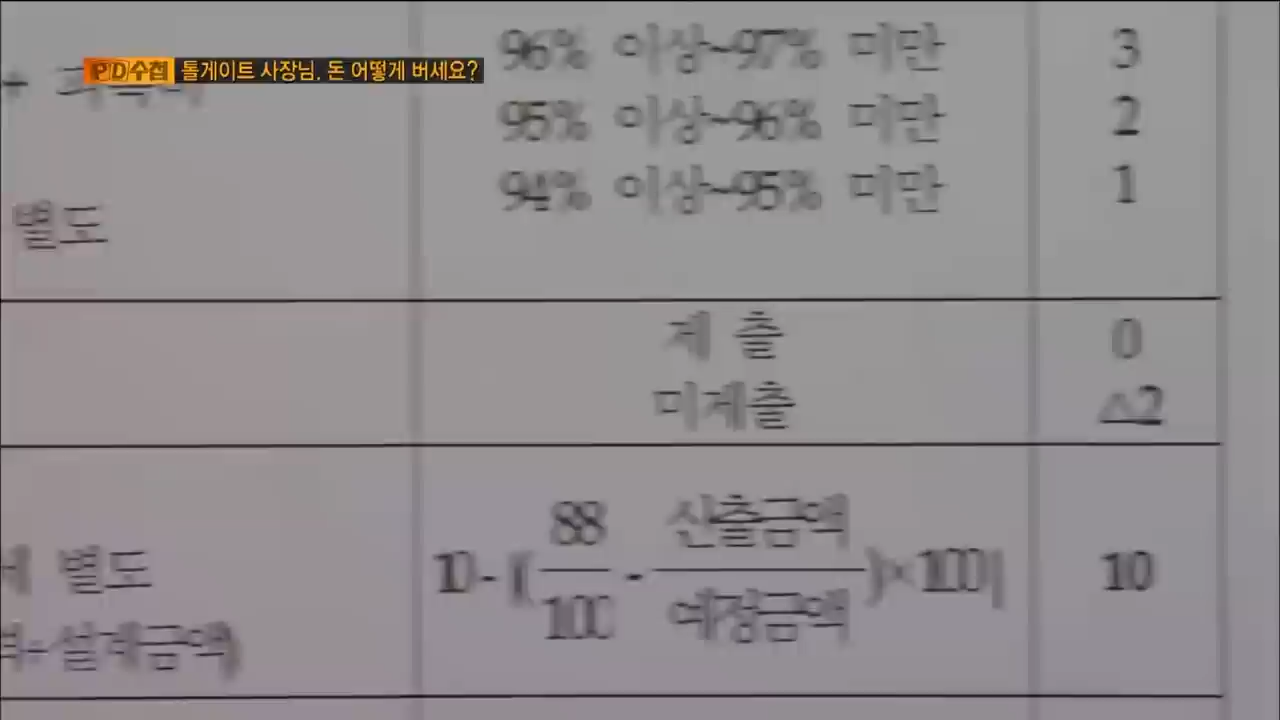 PD수첩 톨게이트 사장님. 돈 어떻게 버세요?
96% 이상~97% 미만 3
+
95% 이상~96% 미만 2
94% 이상~95% 미만 1
별도
제 출 0
미제출 △2
별도
설계금액)
10- |(88/100 - 산출금액/예정금액)×100| 10